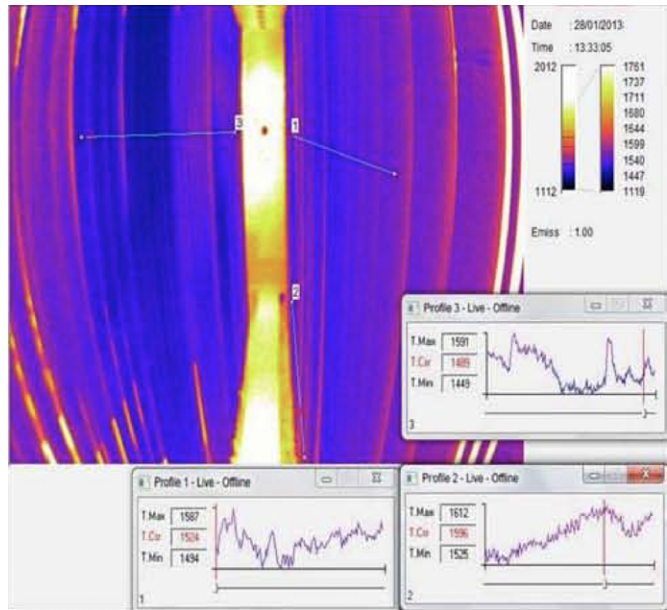 Date : 28/01/2013
Time : 13:33:05
2012
1112
1761
1737
1711
1680
1644
1599
1540
1447
1119
Emiss : 1.00
3
1
2
Profile 3 - Live - Offline
T.Max 1591
T.Cur 1489
T.Min 1449
3
Profile 1 - Live - Offline
T.Max 1587
T.Cur 1524
T.Min 1494
1
Profile 2 - Live - Offline
T.Max 1612
T.Cur 1596
T.Min 1525
2